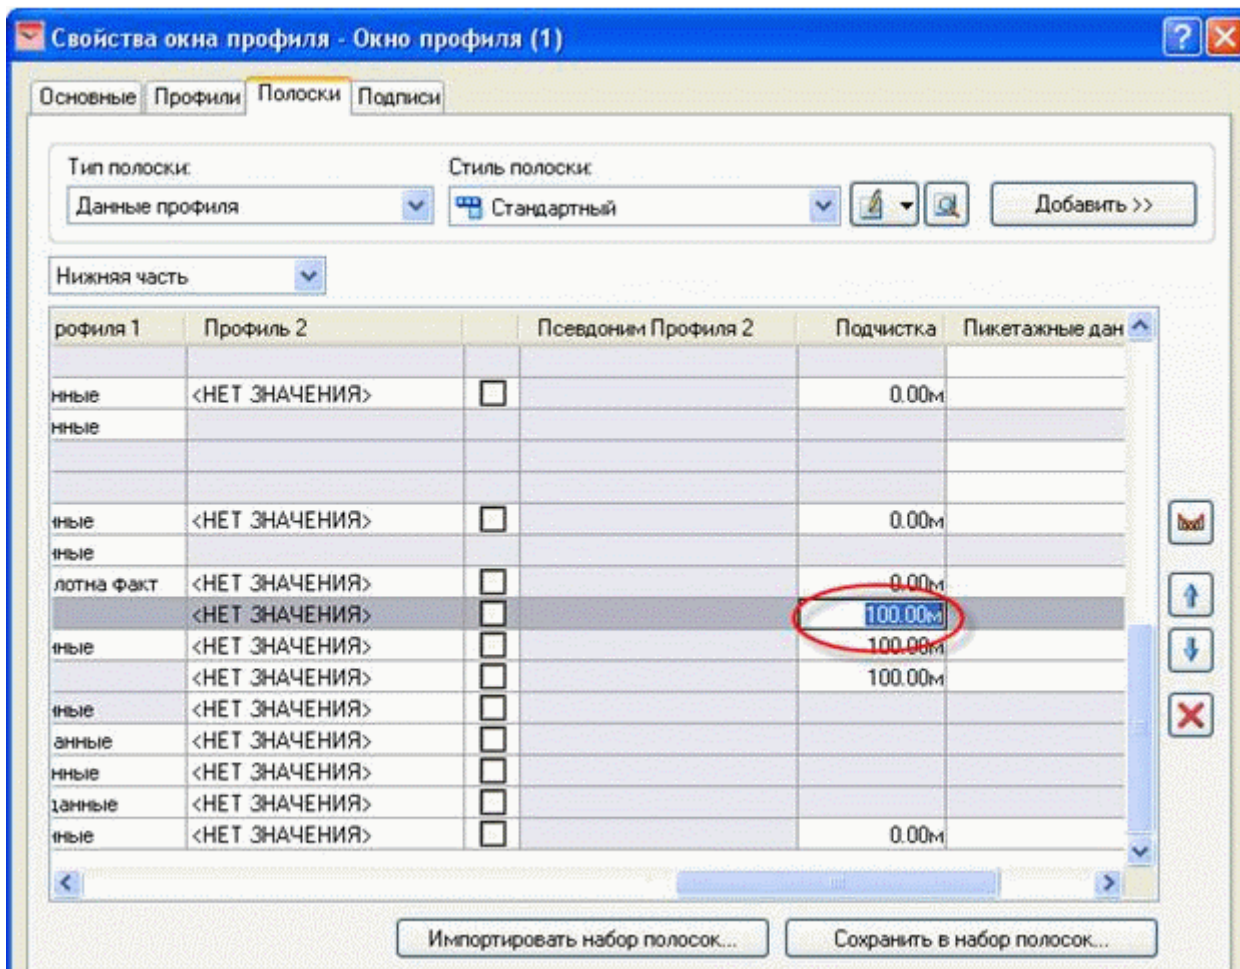 Свойства окна профиля - Окно профиля (1)
Основные Профили Полоски Подписи
Тип полоски: Стиль полоски:
Данные профиля Стандартный Добавить >>
Нижняя часть
рофиля 1 Профиль 2 Псевдоним Профиля 2 Подчистка Пикетажные дан
нные <НЕТ ЗНАЧЕНИЯ> 0.00м
нные
нные <НЕТ ЗНАЧЕНИЯ> 0.00м
нные
лотна факт <НЕТ ЗНАЧЕНИЯ> 0.00м
<НЕТ ЗНАЧЕНИЯ> 100.00м
нные <НЕТ ЗНАЧЕНИЯ> 100.00м
<НЕТ ЗНАЧЕНИЯ> 100.00м
нные <НЕТ ЗНАЧЕНИЯ>
анные <НЕТ ЗНАЧЕНИЯ>
нные <НЕТ ЗНАЧЕНИЯ>
данные <НЕТ ЗНАЧЕНИЯ>
нные <НЕТ ЗНАЧЕНИЯ> 0.00м
Импортировать набор полосок... Сохранить в набор полосок...